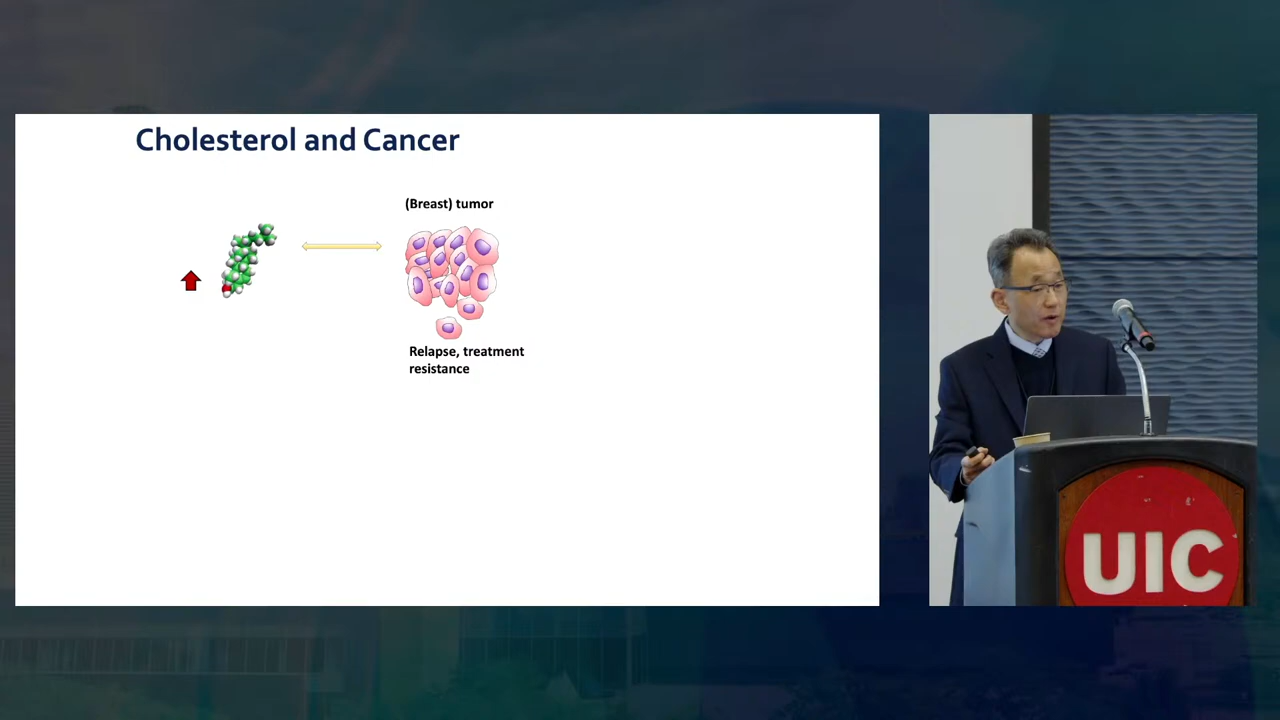 Cholesterol and Cancer
(Breast) tumor
Relapse, treatment
resistance
UIC